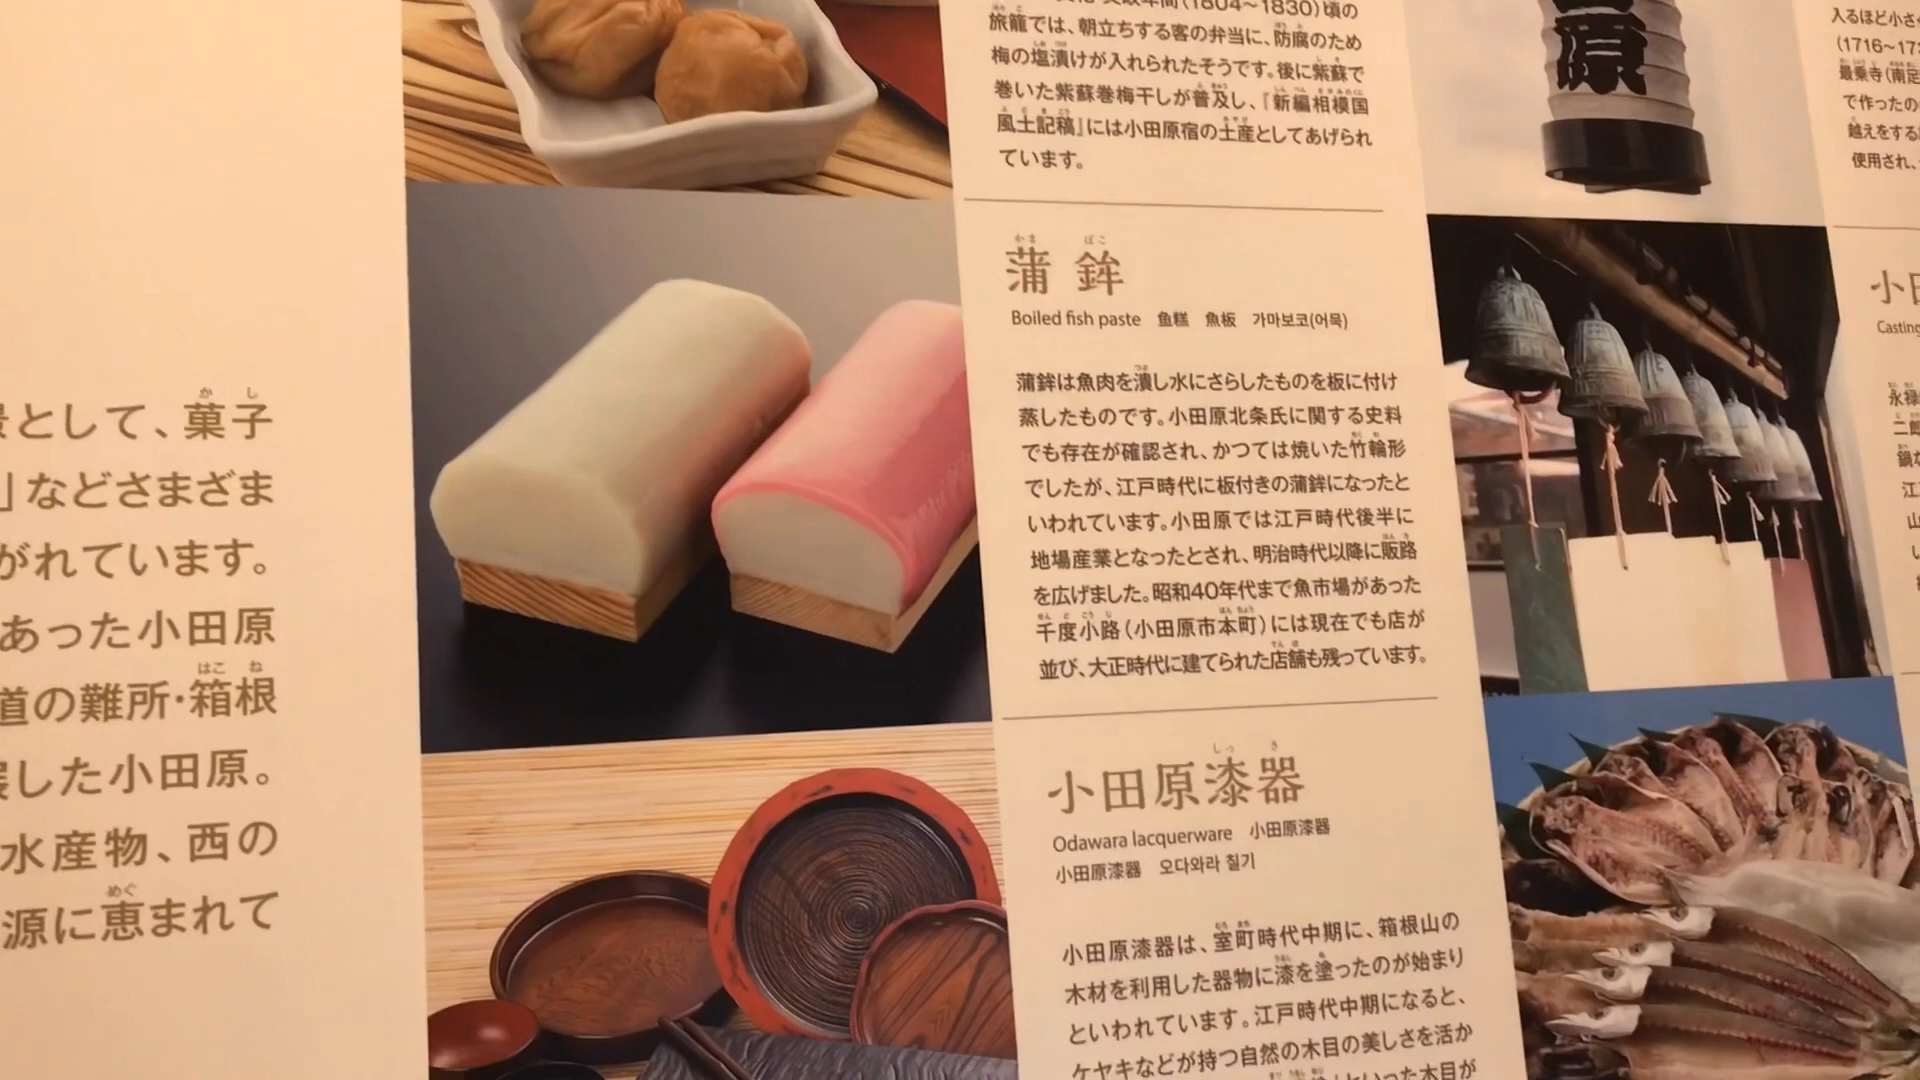 景として、菓子
」などさまざま
がれています。
あった小田原
道の難所・箱根
展した小田原。
水産物、西の
源に恵まれて
旅籠では、朝立ちする客の弁当に、防腐のため
梅の塩漬けが入れられたそうです。後に紫蘇で
巻いた紫蘇巻梅干しが普及し、『新編相模国
風土記稿』には小田原宿の土産としてあげられ
ています。
蒲鉾
Boiled fish paste 鱼糕 魚板 가마보코(어묵)
蒲鉾は魚肉を潰し水にさらしたものを板に付け
蒸したものです。小田原北条氏に関する史料
でも存在が確認され、かつては焼いた竹輪形
でしたが、江戸時代に板付きの蒲鉾になったと
いわれています。小田原では江戸時代後半に
地場産業となったとされ、明治時代以降に販路
を広げました。昭和40年代まで魚市場があった
千度小路（小田原市本町）には現在でも店が
並び、大正時代に建てられた店舗も残っています。
小田原漆器
Odawara lacquerware 小田原漆器
小田原漆器 오다와라 칠기
小田原漆器は、室町時代中期に、箱根山の
木材を利用した器物に漆を塗ったのが始まり
といわれています。江戸時代中期になると、
ケヤキなどが持つ自然の木目の美しさを活か
といった木目が
原
入るほど小さ
(1716～17
最乗寺(南足
で作ったの
越えをする
使用され、
小田
Casting
永禄
二郎
鍋
江
山